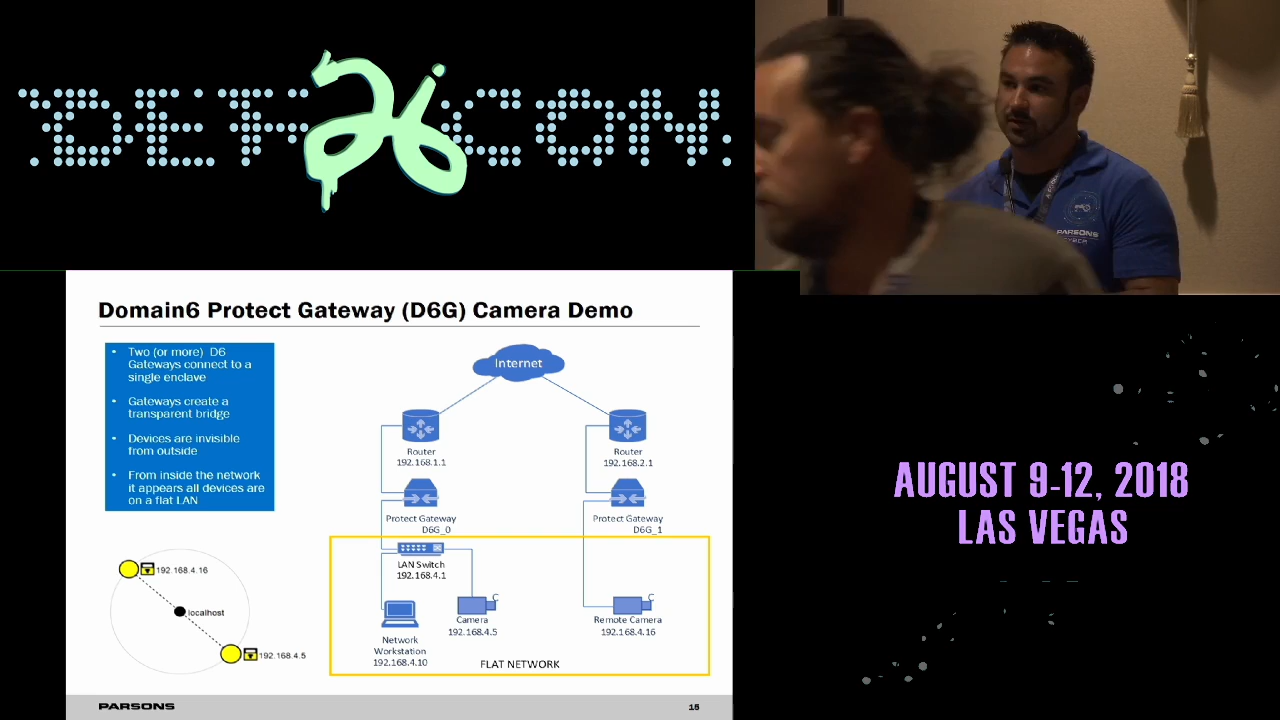 DEF CON
26
PARSONS
CYBER
Domain6 Protect Gateway (D6G) Camera Demo
• Two (or more) D6
Gateways connect to a
single enclave
• Gateways create a
transparent bridge
• Devices are invisible
from outside
• From inside the network
it appears all devices are
on a flat LAN
Internet
Router
192.168.1.1
Router
192.168.2.1
Protect Gateway
D6G_0
Protect Gateway
D6G_1
LAN Switch
192.168.4.1
C
Camera
192.168.4.5
C
Remote Camera
192.168.4.16
Network
Workstation
192.168.4.10
FLAT NETWORK
192.168.4.16
localhost
192.168.4.5
PARSONS
15
AUGUST 9-12, 2018
LAS VEGAS